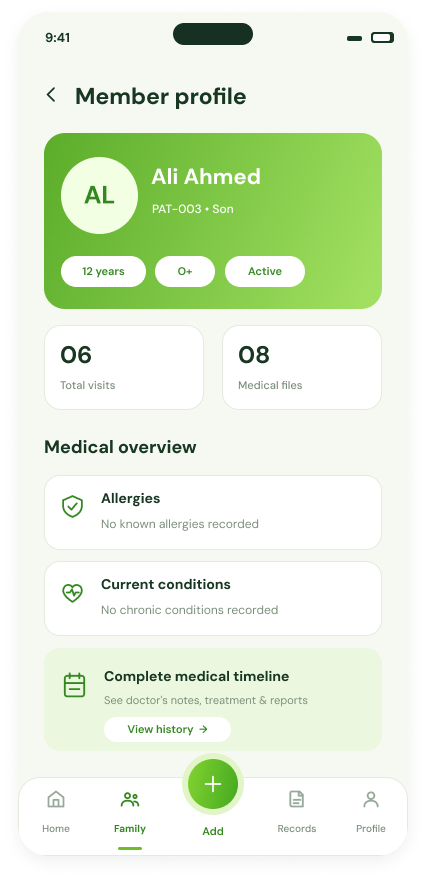 9:41
Member profile
AL
Ali Ahmed
PAT-003 • Son
12 years
O+
Active
06
Total visits
08
Medical files
Medical overview
Allergies
No known allergies recorded
Current conditions
No chronic conditions recorded
Complete medical timeline
See doctor's notes, treatment & reports
View history →
Home
Family
Add
Records
Profile